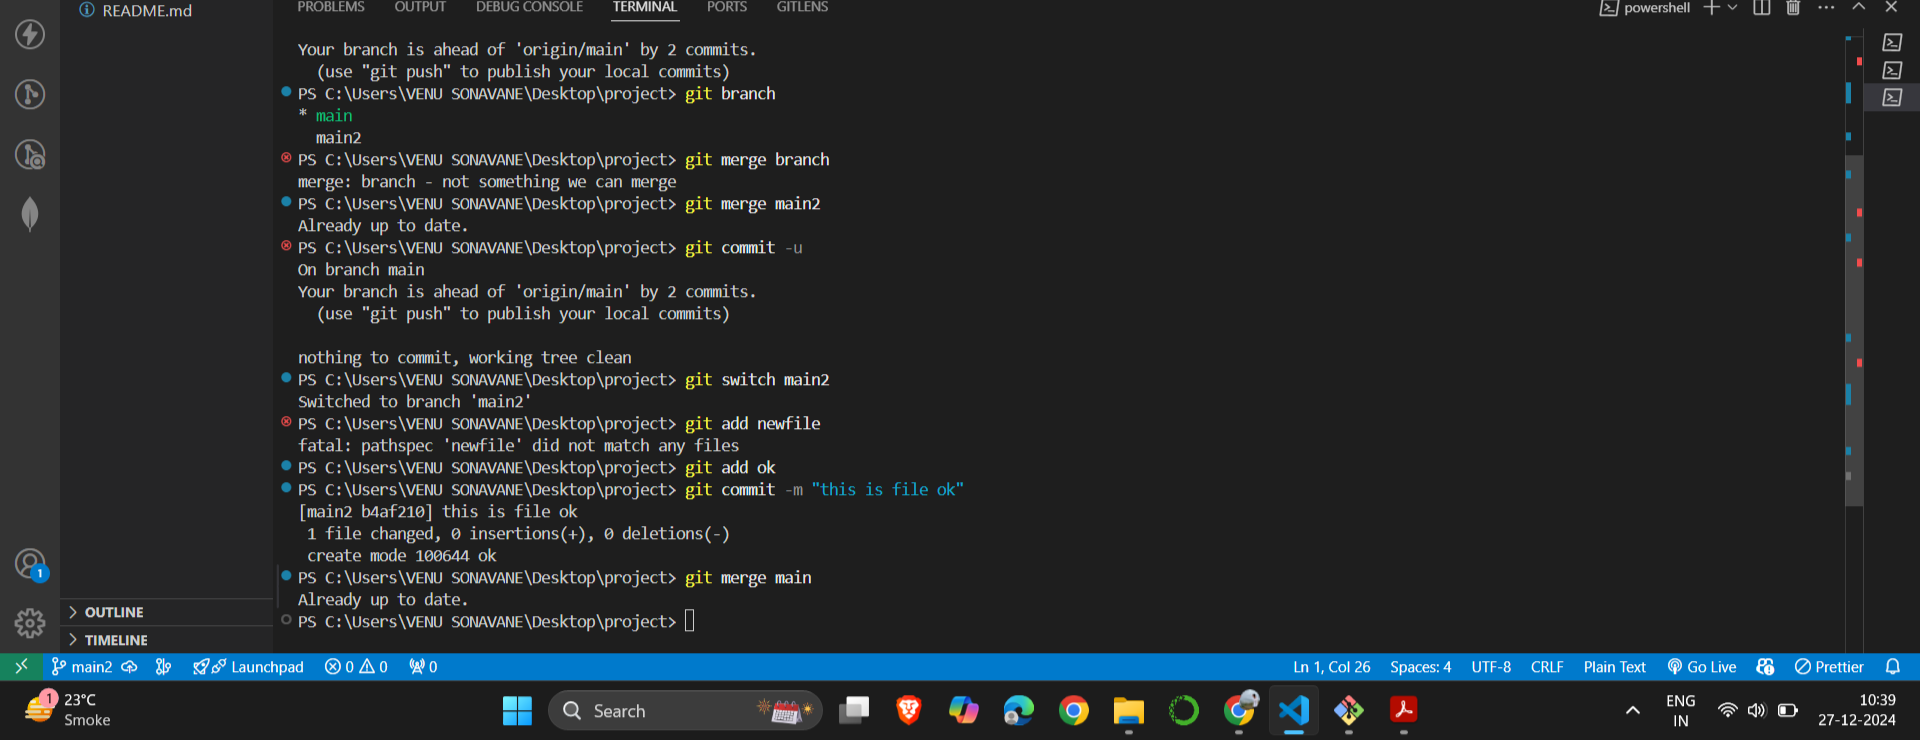 README.md
PROBLEMS OUTPUT DEBUG CONSOLE TERMINAL PORTS GITLENS
powershell
Your branch is ahead of 'origin/main' by 2 commits.
(use "git push" to publish your local commits)
PS C:\Users\VENU SONAVANE\Desktop\project> git branch
* main
main2
PS C:\Users\VENU SONAVANE\Desktop\project> git merge branch
merge: branch - not something we can merge
PS C:\Users\VENU SONAVANE\Desktop\project> git merge main2
Already up to date.
PS C:\Users\VENU SONAVANE\Desktop\project> git commit -u
On branch main
Your branch is ahead of 'origin/main' by 2 commits.
(use "git push" to publish your local commits)
nothing to commit, working tree clean
PS C:\Users\VENU SONAVANE\Desktop\project> git switch main2
Switched to branch 'main2'
PS C:\Users\VENU SONAVANE\Desktop\project> git add newfile
fatal: pathspec 'newfile' did not match any files
PS C:\Users\VENU SONAVANE\Desktop\project> git add ok
PS C:\Users\VENU SONAVANE\Desktop\project> git commit -m "this is file ok"
[main2 b4af210] this is file ok
1 file changed, 0 insertions(+), 0 deletions(-)
create mode 100644 ok
PS C:\Users\VENU SONAVANE\Desktop\project> git merge main
Already up to date.
PS C:\Users\VENU SONAVANE\Desktop\project>
1
OUTLINE
TIMELINE
main2 Launchpad 0 0 0 Ln 1, Col 26 Spaces: 4 UTF-8 CRLF Plain Text Go Live Prettier
1
23°C
Smoke
Search
ENG
IN
10:39
27-12-2024